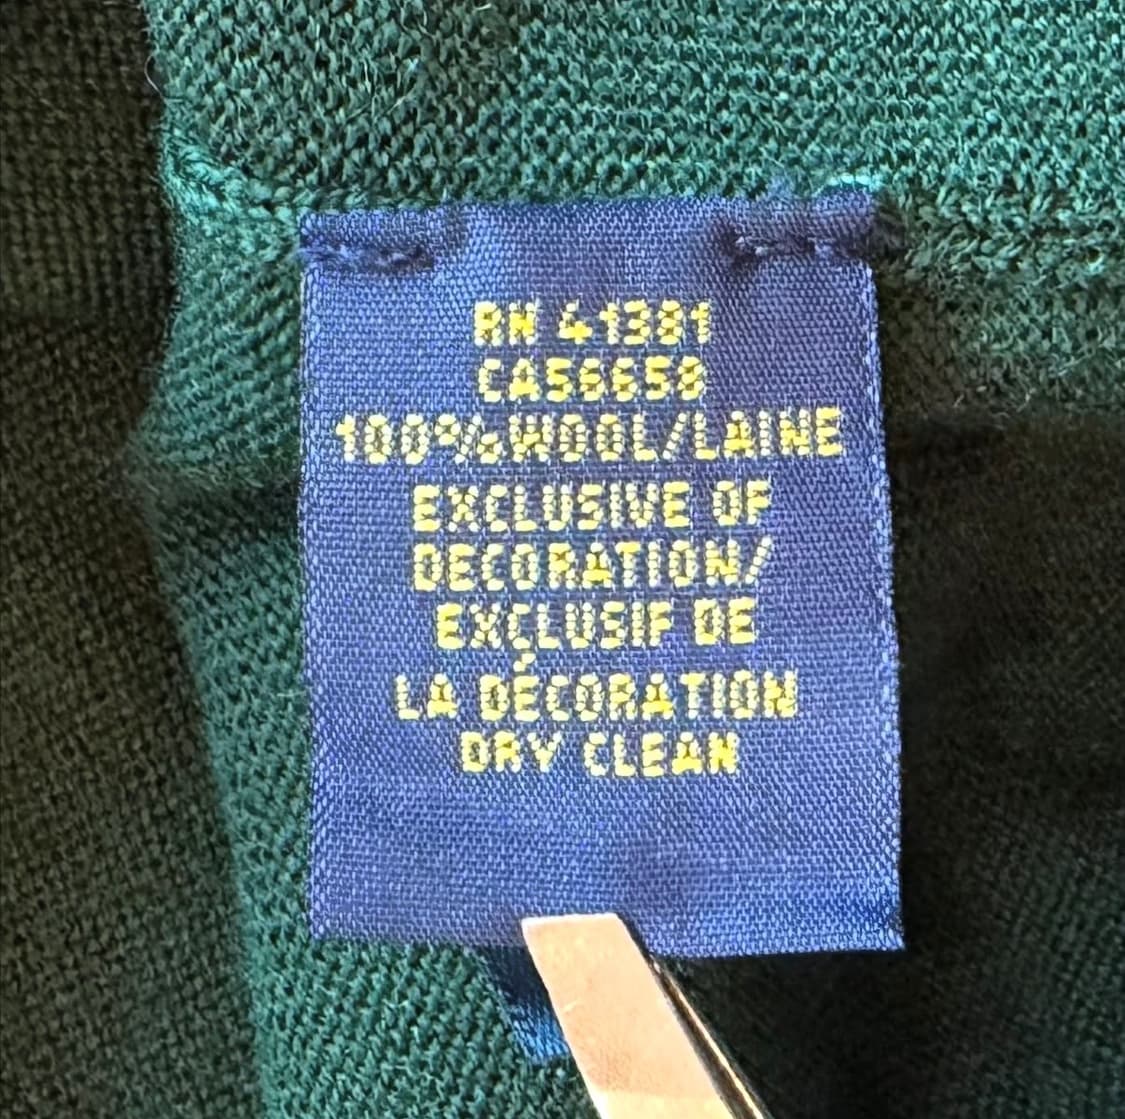 RN 41381
CA56658
100%WOOL/LAINE
EXCLUSIVE OF
DECORATION/
EXCLUSIF DE
LA DÉCORATION
DRY CLEAN